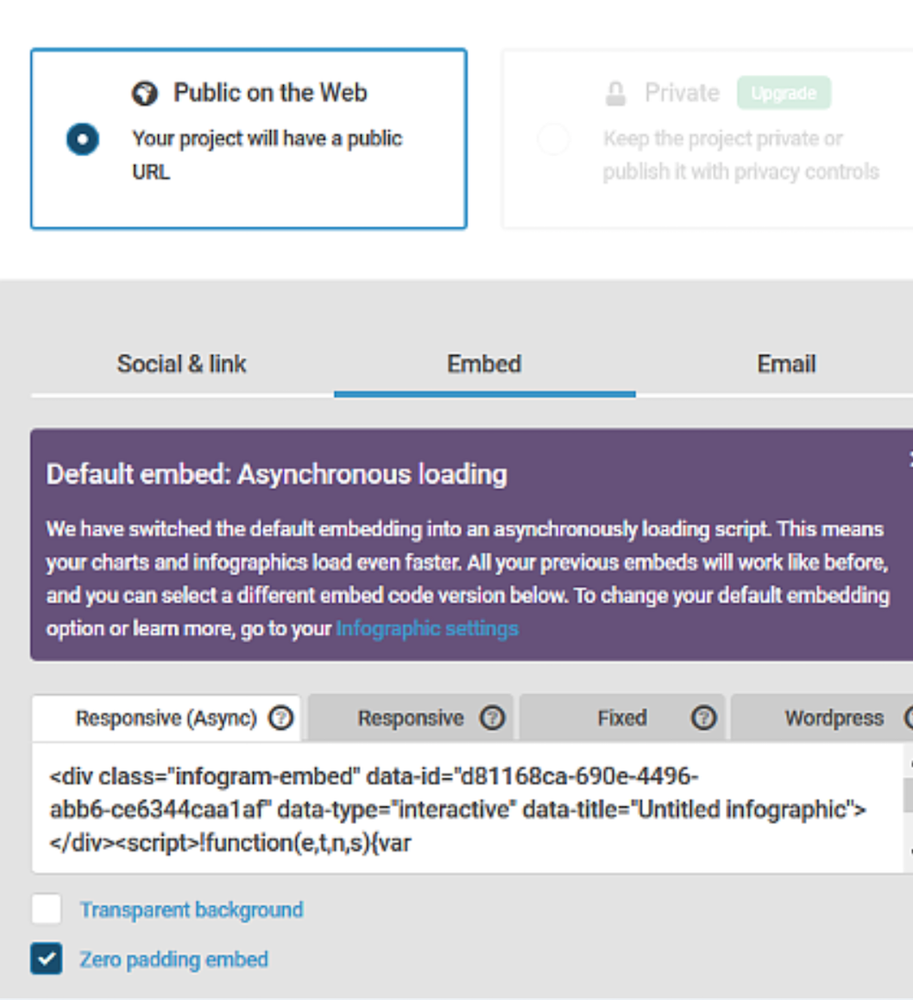 Public on the Web
Your project will have a public
URL
Private Upgrade
Keep the project private or
publish it with privacy controls
Social & link Embed Email
Default embed: Asynchronous loading
We have switched the default embedding into an asynchronously loading script. This means
your charts and infographics load even faster. All your previous embeds will work like before,
and you can select a different embed code version below. To change your default embedding
option or learn more, go to your Infographic settings
Responsive (Async) ? Responsive ? Fixed ? Wordpress
<div class="infogram-embed" data-id="d81168ca-690e-4496-
abb6-ce6344caa1af" data-type="interactive" data-title="Untitled infographic">
</div><script>!function(e,t,n,s){var
Transparent background
Zero padding embed